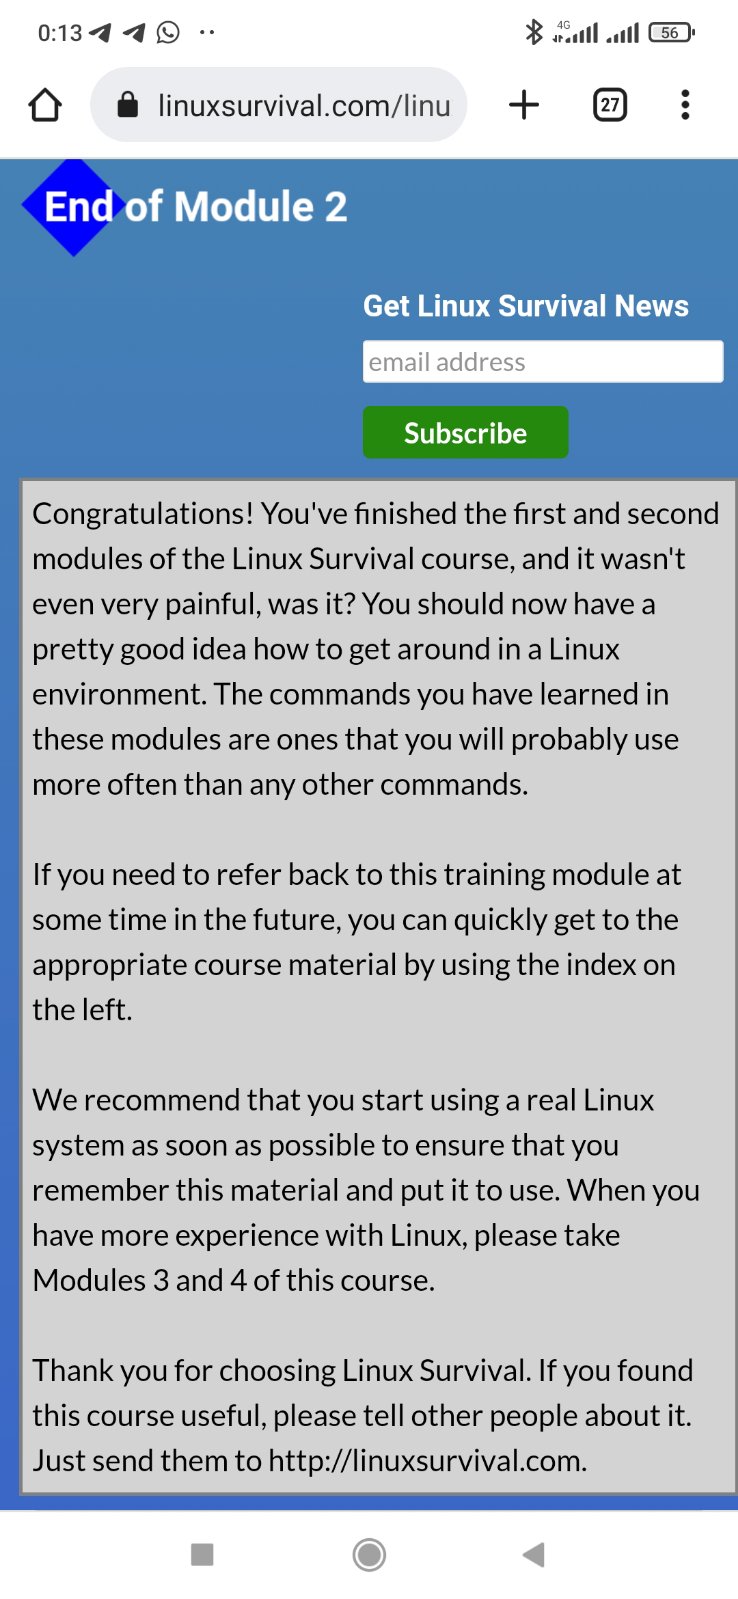 0:13
4G
56
linuxsurvival.com/linu
27
End of Module 2
Get Linux Survival News
email address
Subscribe
Congratulations! You've finished the first and second
modules of the Linux Survival course, and it wasn't
even very painful, was it? You should now have a
pretty good idea how to get around in a Linux
environment. The commands you have learned in
these modules are ones that you will probably use
more often than any other commands.
If you need to refer back to this training module at
some time in the future, you can quickly get to the
appropriate course material by using the index on
the left.
We recommend that you start using a real Linux
system as soon as possible to ensure that you
remember this material and put it to use. When you
have more experience with Linux, please take
Modules 3 and 4 of this course.
Thank you for choosing Linux Survival. If you found
this course useful, please tell other people about it.
Just send them to http://linuxsurvival.com.